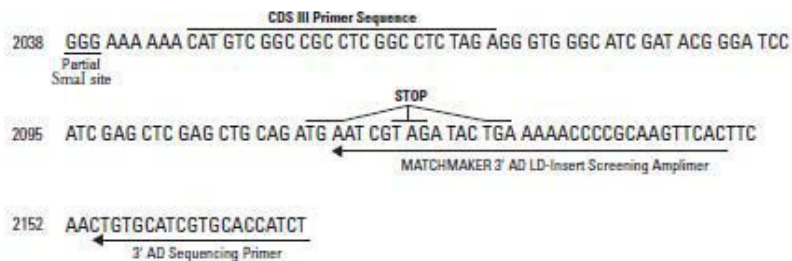 CDS III Primer Sequence
2038 GGG AAA AAA CAT GTC GGC CGC CTC GGC CTC TAG AGG GTG GGC ATC GAT ACG GGA TCC
Partial
SmaI site
STOP
2095 ATC GAG CTC GAG CTG CAG ATG AAT CGT AGA TAC TGA AAAACCCCGCAAGTTCACTTC
MATCHMAKER 3' AD LD-Insert Screening Amplimer
2152 AACTGTGCATCGTGCACCATCT
3' AD Sequencing Primer